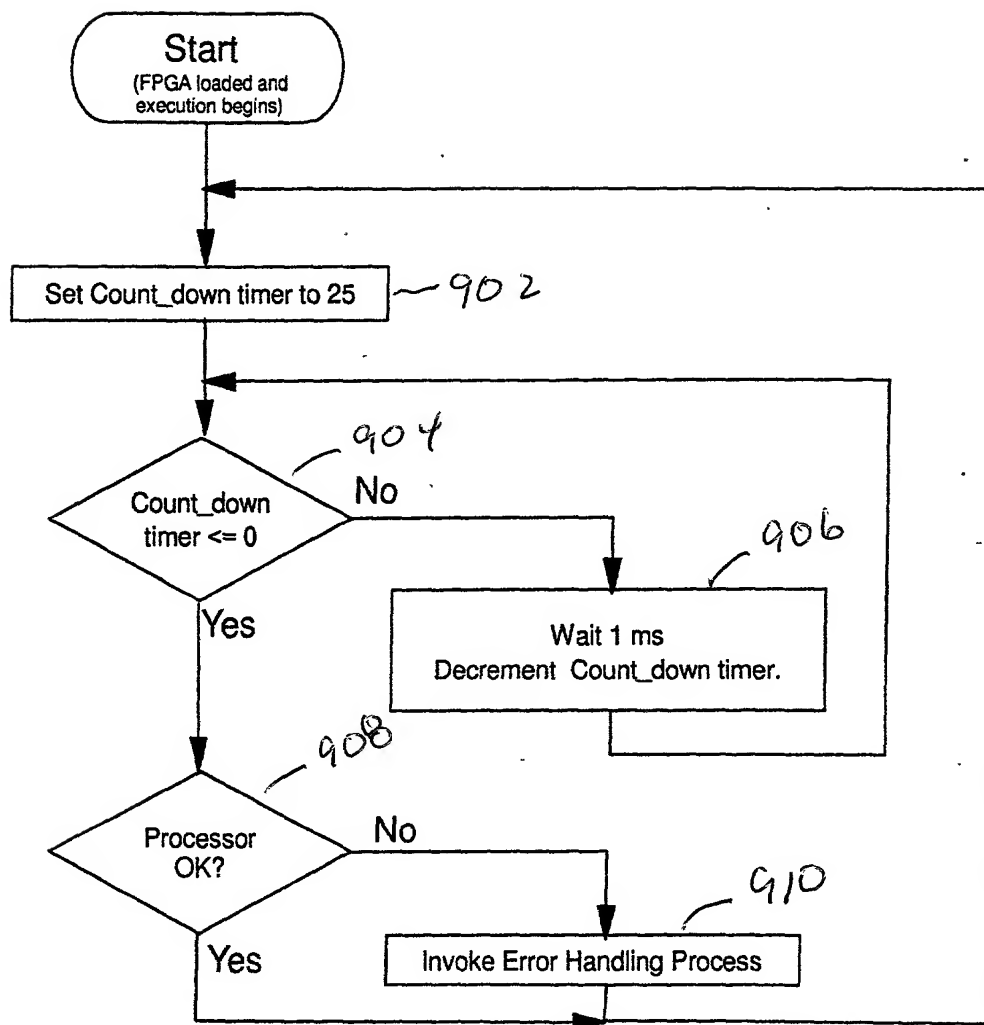 Start
(FPGA loaded and
execution begins)
Set Count_down timer to 25
902
904
Count_down
timer <= 0
No
906
Wait 1 ms
Decrement Count_down timer.
Yes
908
Processor
OK?
No
910
Invoke Error Handling Process
Yes